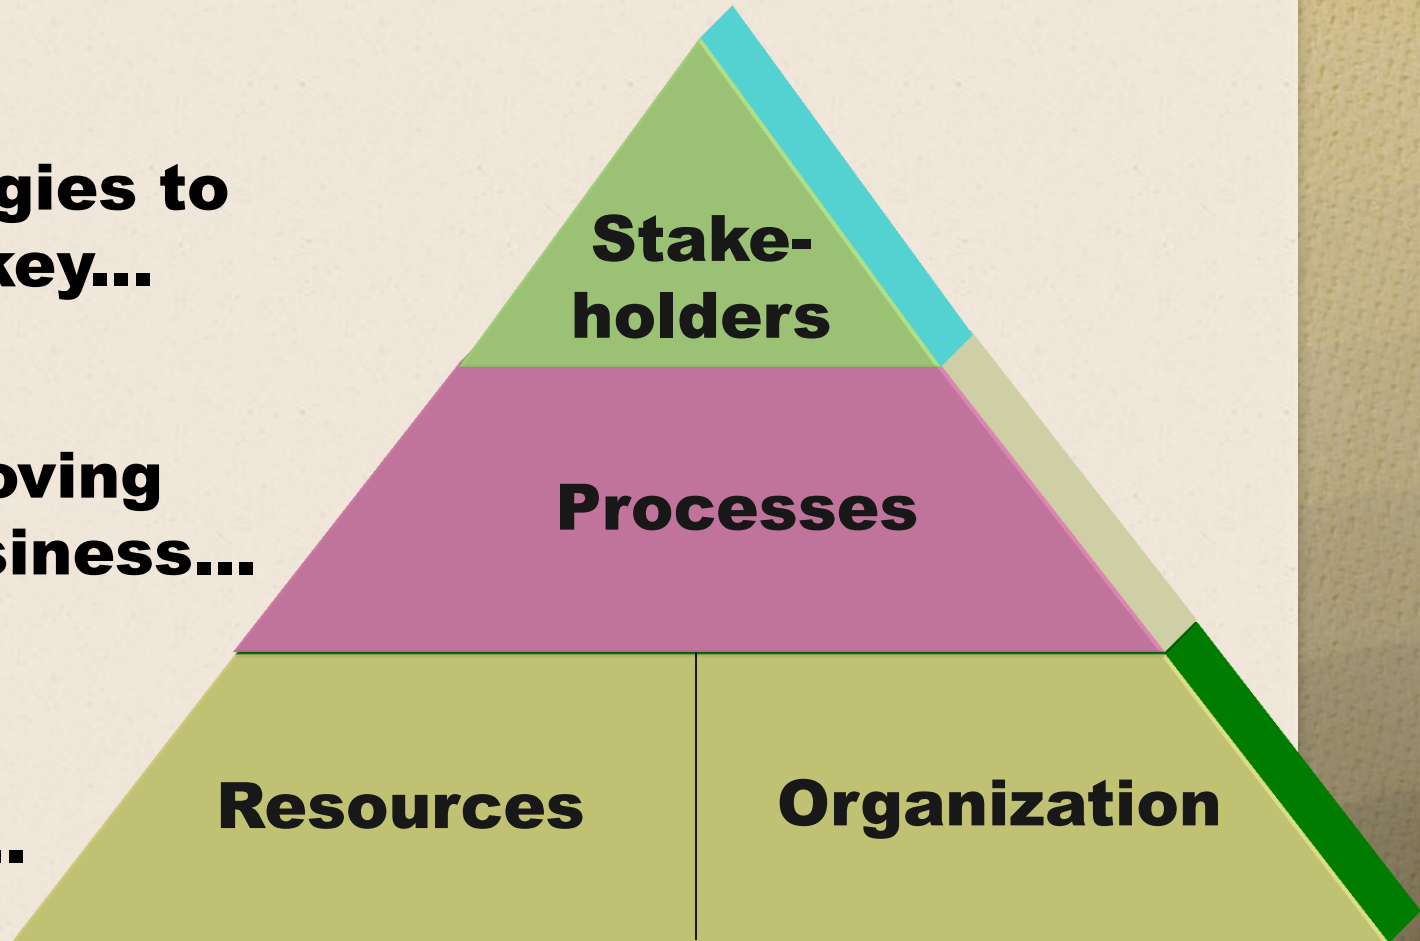 gies to
key...
Stake-
holders
oving
siness...
Processes
Resources
Organization
..